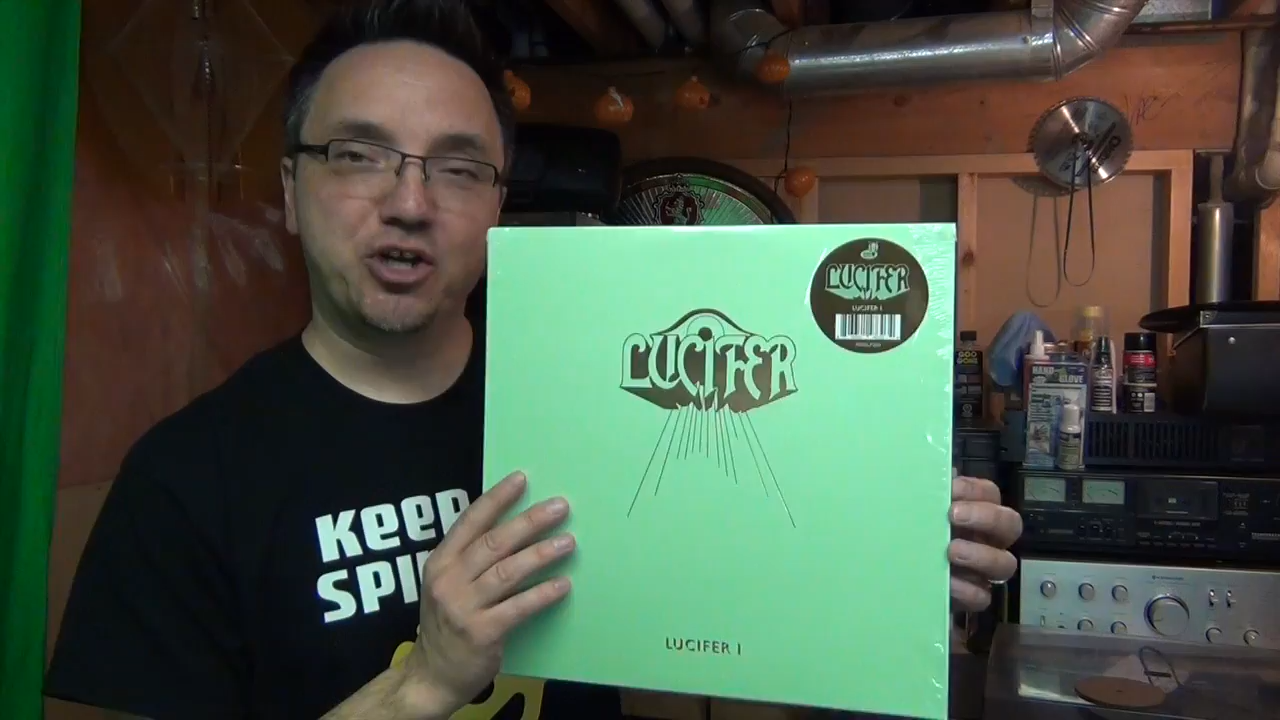 LUCIFER
LUCIFER I
LUCIFER
LUCIFER I
KEEP
SPI
HAND
GLOVE